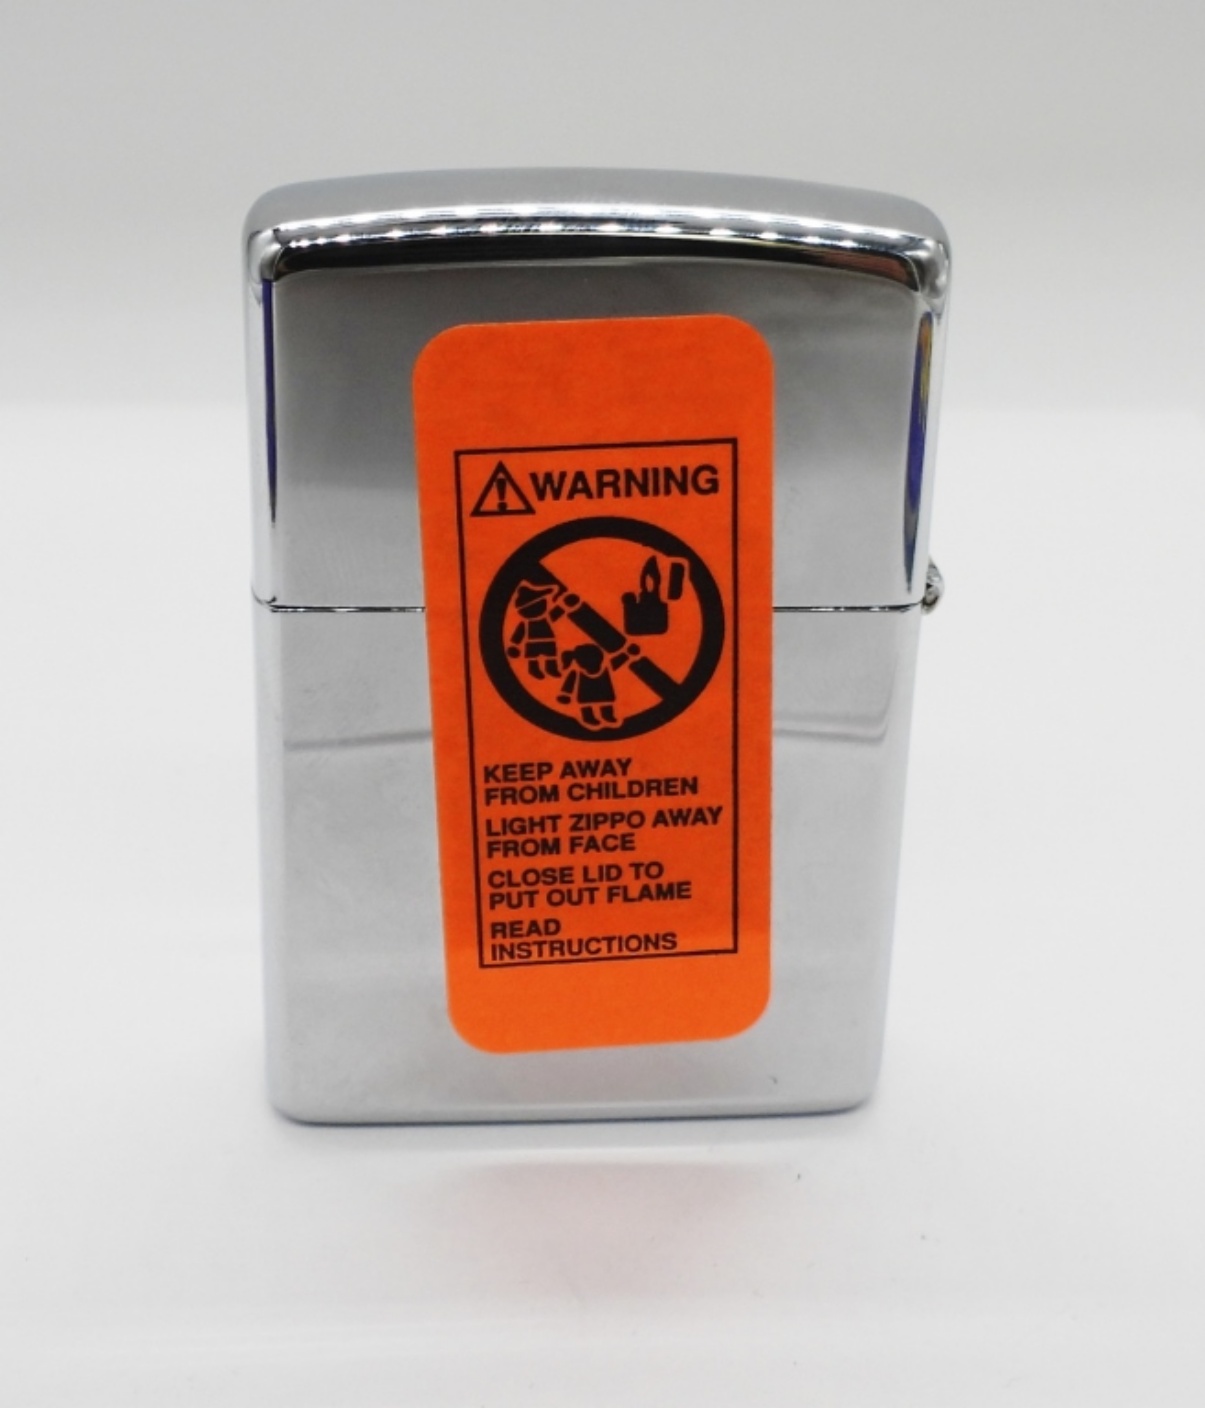 WARNING
KEEP AWAY
FROM CHILDREN
LIGHT ZIPPO AWAY
FROM FACE
CLOSE LID TO
PUT OUT FLAME
READ
INSTRUCTIONS